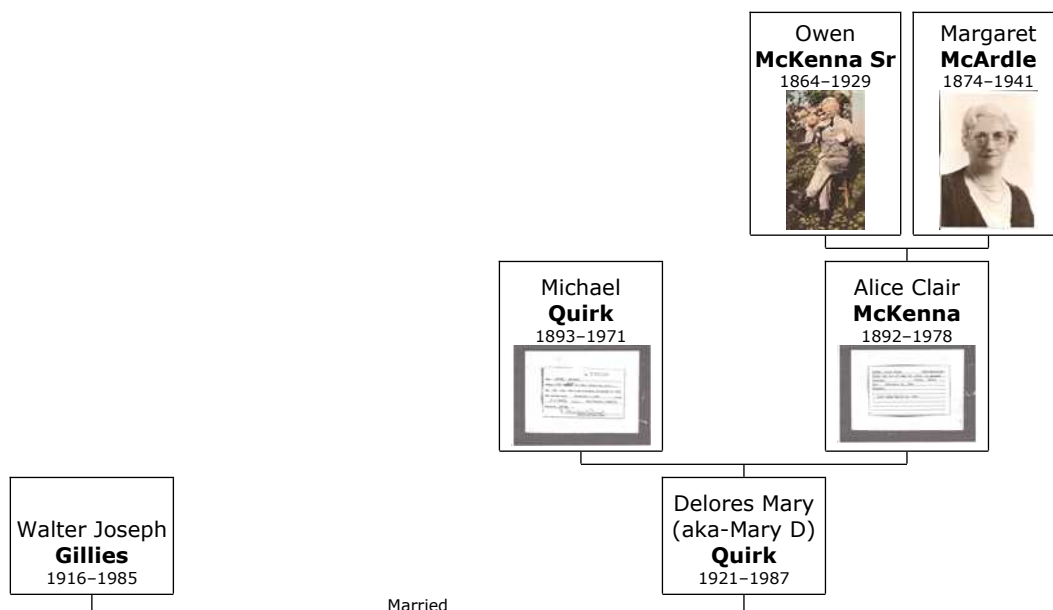 Owen
McKenna Sr
1864–1929
Margaret
McArdle
1874–1941
Michael
Quirk
1893–1971
Alice Clair
McKenna
1892–1978
Walter Joseph
Gillies
1916–1985
Delores Mary
(aka-Mary D)
Quirk
1921–1987
Married